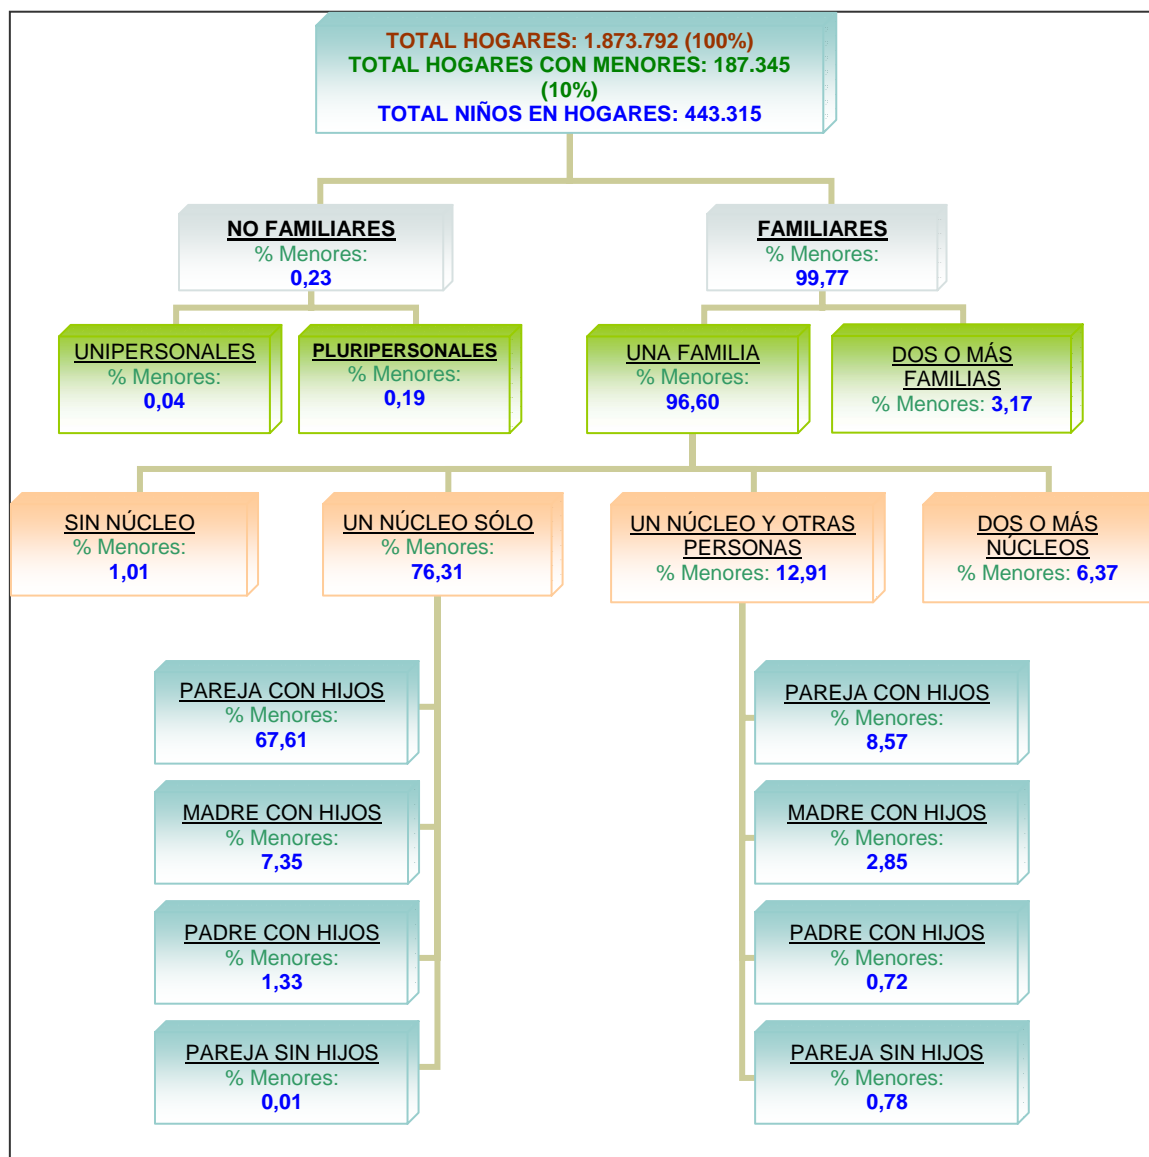 TOTAL HOGARES: 1.873.792 (100%)
TOTAL HOGARES CON MENORES: 187.345
(10%)
TOTAL NIÑOS EN HOGARES: 443.315
NO FAMILIARES
% Menores:
0,23
FAMILIARES
% Menores:
99,77
UNIPERSONALES
% Menores:
0,04
PLURIPERSONALES
% Menores:
0,19
UNA FAMILIA
% Menores:
96,60
DOS O MÁS
FAMILIAS
% Menores: 3,17
SIN NÚCLEO
% Menores:
1,01
UN NÚCLEO SÓLO
% Menores:
76,31
UN NÚCLEO Y OTRAS
PERSONAS
% Menores: 12,91
DOS O MÁS
NÚCLEOS
% Menores: 6,37
PAREJA CON HIJOS
% Menores:
67,61
MADRE CON HIJOS
% Menores:
7,35
PADRE CON HIJOS
% Menores:
1,33
PAREJA SIN HIJOS
% Menores:
0,01
PAREJA CON HIJOS
% Menores:
8,57
MADRE CON HIJOS
% Menores:
2,85
PADRE CON HIJOS
% Menores:
0,72
PAREJA SIN HIJOS
% Menores:
0,78